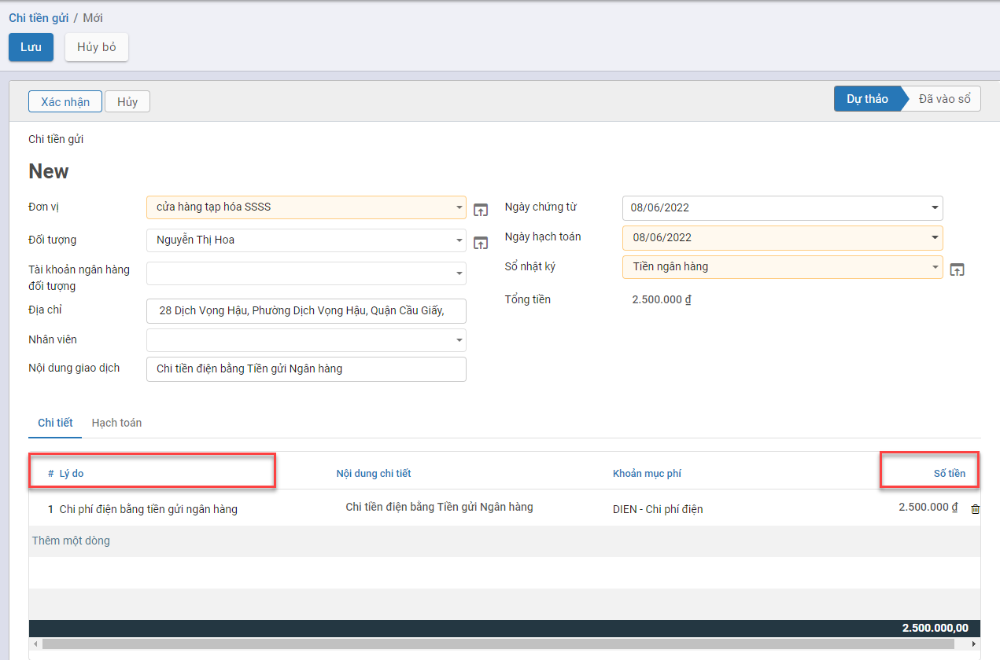 Chi tiền gửi / Mới
Lưu Hủy bỏ
Xác nhận Hủy Dự thảo Đã vào sổ
Chi tiền gửi
New
Đơn vị cửa hàng tạp hóa SSSS Ngày chứng từ 08/06/2022
Đối tượng Nguyễn Thị Hoa Ngày hạch toán 08/06/2022
Tài khoản ngân hàng
đối tượng
Sổ nhật ký Tiền ngân hàng
Địa chỉ 28 Dịch Vọng Hậu, Phường Dịch Vọng Hậu, Quận Cầu Giấy,
Tổng tiền 2.500.000 ₫
Nhân viên
Nội dung giao dịch Chi tiền điện bằng Tiền gửi Ngân hàng
Chi tiết Hạch toán
# Lý do Nội dung chi tiết Khoản mục phí Số tiền
1 Chi phí điện bằng tiền gửi ngân hàng Chi tiền điện bằng Tiền gửi Ngân hàng DIEN - Chi phí điện 2.500.000 ₫
Thêm một dòng
2.500.000,00